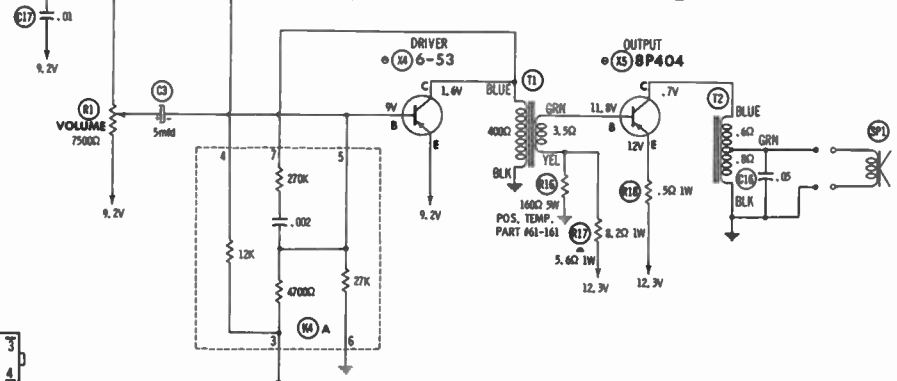 C17 .01
9.2V
DRIVER
X4 6-53
OUTPUT
X5 8P404
C3
5mfd
R1
VOLUME
7500Ω
9.2V
9V
B
C
1.6V
E
9.2V
BLUE
T1
400Ω
BLK
GRN
3.5Ω
YEL
11.8V
B
C
.7V
12V
E
R16
160Ω 5W
POS. TEMP.
PART #61-161
R17
8.2Ω 1W
5.6Ω 1W
12.3V
R18
.5Ω 1W
12.3V
T2
BLUE
.6Ω
GRN
.8Ω
C16 .05
BLK
SP1
4
7
5
270K
.002
12K
4700Ω
27K
K4 A
3
6
3
4